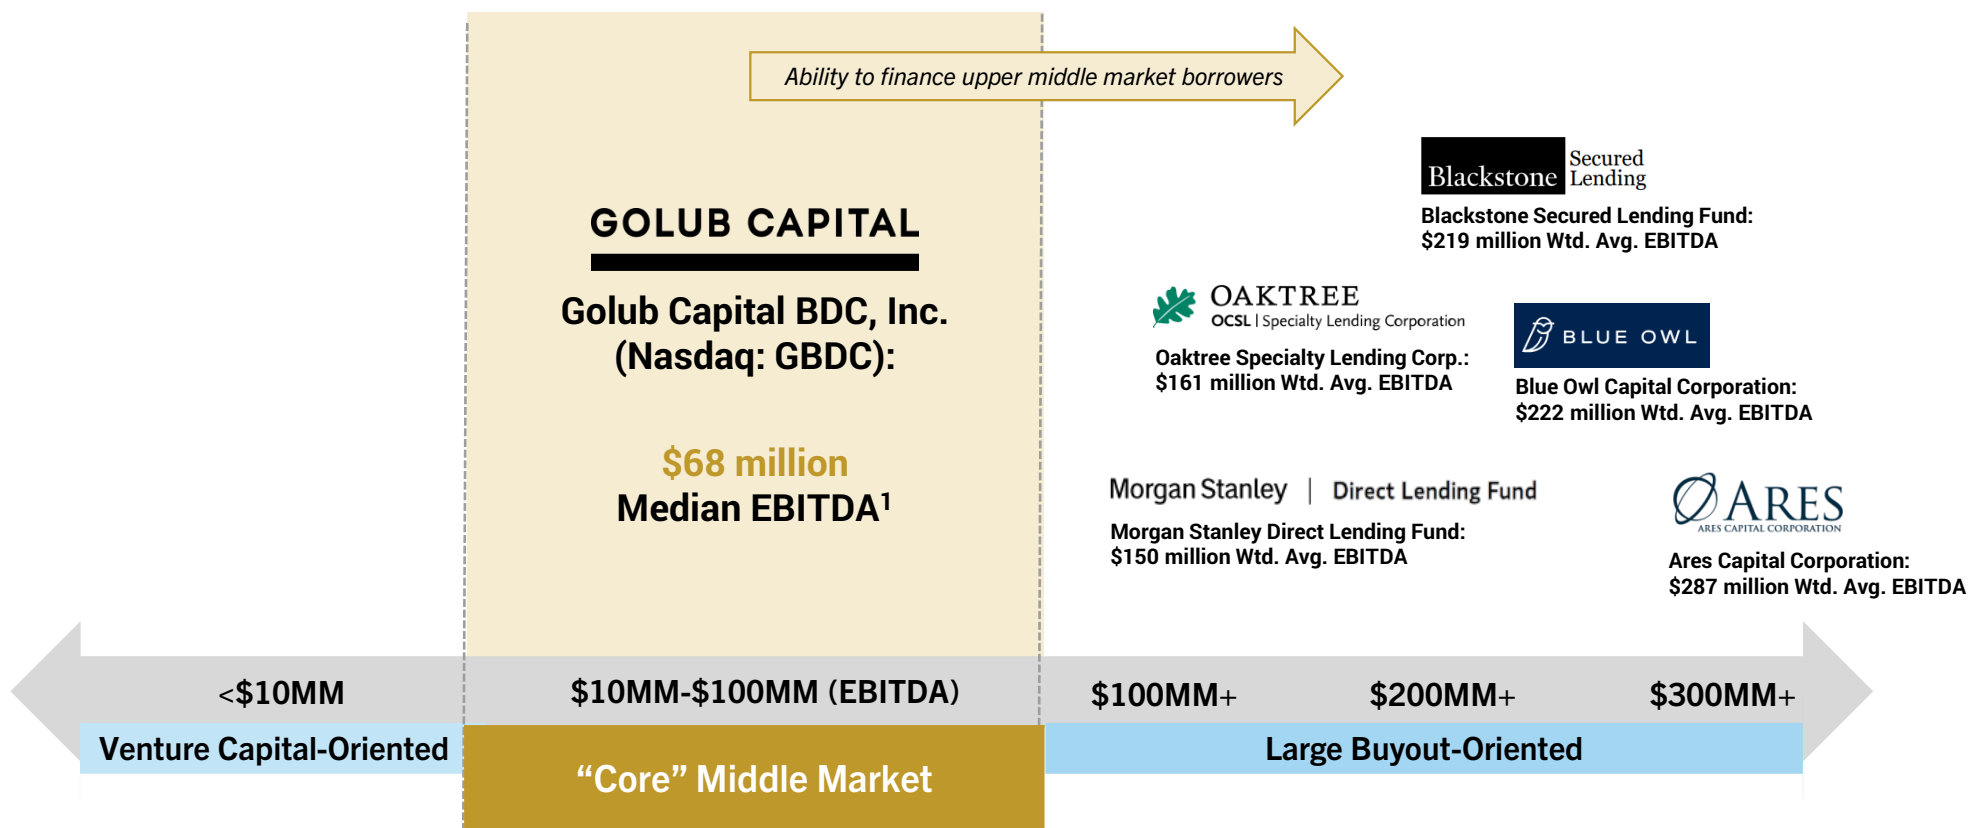 Ability to finance upper middle market borrowers
GOLUB CAPITAL
Golub Capital BDC, Inc.
(Nasdaq: GBDC):
$68 million
Median EBITDA¹
Blackstone
Secured
Lending
Blackstone Secured Lending Fund:
$219 million Wtd. Avg. EBITDA
OAKTREE
OCSL | Specialty Lending Corporation
Oaktree Specialty Lending Corp.:
$161 million Wtd. Avg. EBITDA
BLUE OWL
Blue Owl Capital Corporation:
$222 million Wtd. Avg. EBITDA
Morgan Stanley | Direct Lending Fund
Morgan Stanley Direct Lending Fund:
$150 million Wtd. Avg. EBITDA
ARES
ARES CAPITAL CORPORATION
Ares Capital Corporation:
$287 million Wtd. Avg. EBITDA
<$10MM
$10MM-$100MM (EBITDA)
$100MM+
$200MM+
$300MM+
Venture Capital-Oriented
“Core” Middle Market
Large Buyout-Oriented